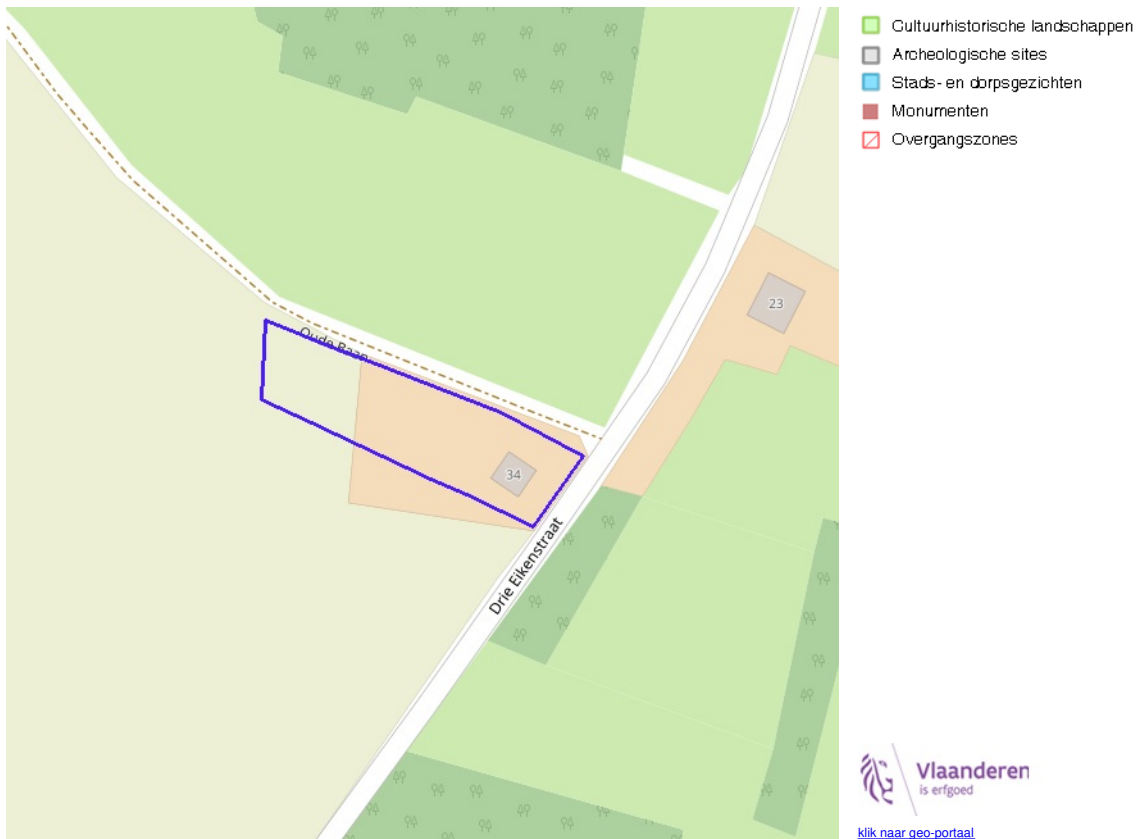 Cultuurhistorische landschappen
Archeologische sites
Stads- en dorpsgezichten
Monumenten
Overgangszones
23
Oude Baan
34
Drie Eikenstraat
Vlaanderen
is erfgoed
klik naar geo-portaal